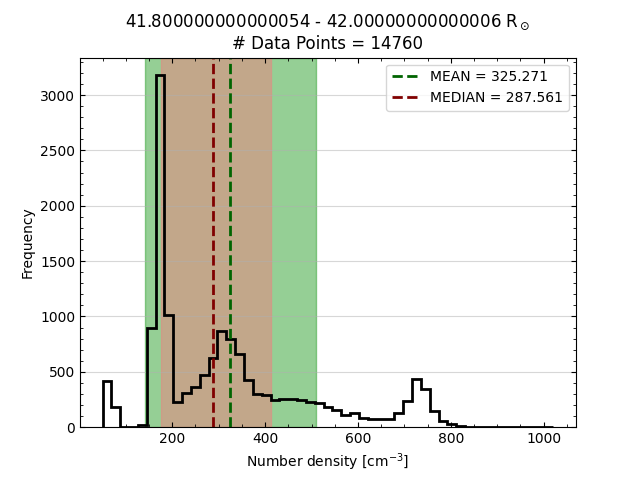 41.800000000000054 - 42.00000000000006 R⊙
# Data Points = 14760
MEAN = 325.271
MEDIAN = 287.561
3000
2500
2000
1500
1000
500
0
Frequency
200
400
600
800
1000
Number density [cm⁻³]